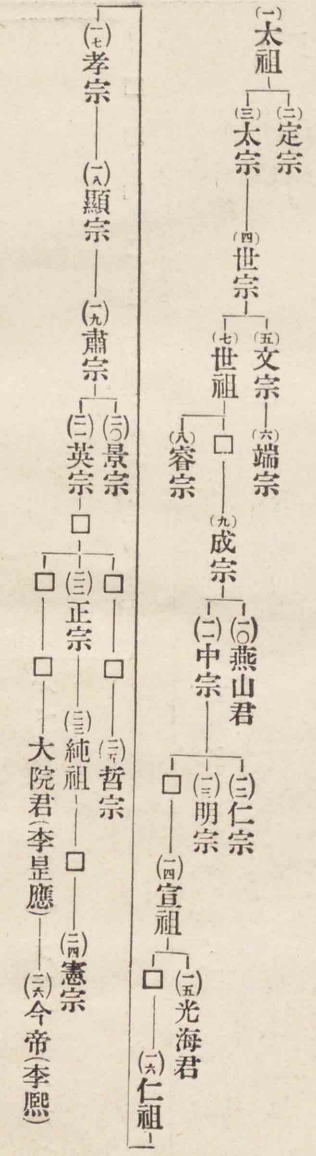 (一)太祖
(二)定宗
(三)太宗
(四)世宗
(五)文宗
(六)端宗
(七)世祖
(八)睿宗
□
(九)成宗
(一〇)燕山君
(一一)中宗
(一二)仁宗
(一三)明宗
□
(一四)宣祖
(一五)光海君
□
(一六)仁祖
(一七)孝宗
(一八)顯宗
(一九)肅宗
(二〇)景宗
(二一)英宗
□
□
□
(二五)哲宗
(二二)正宗
(二三)純祖
□
(二四)憲宗
□
□
大院君(李昰應)
(二六)今帝(李熙)